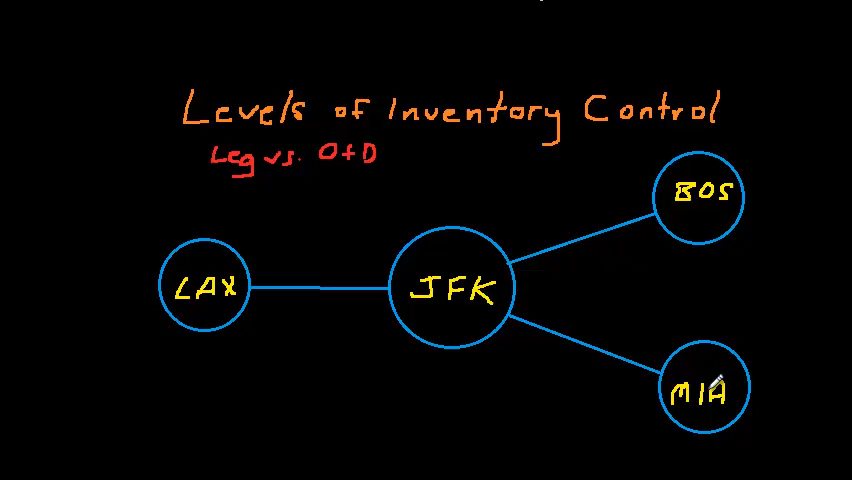 Levels of Inventory Control
Leg vs. O+D
BOS
LAX
JFK
MIA